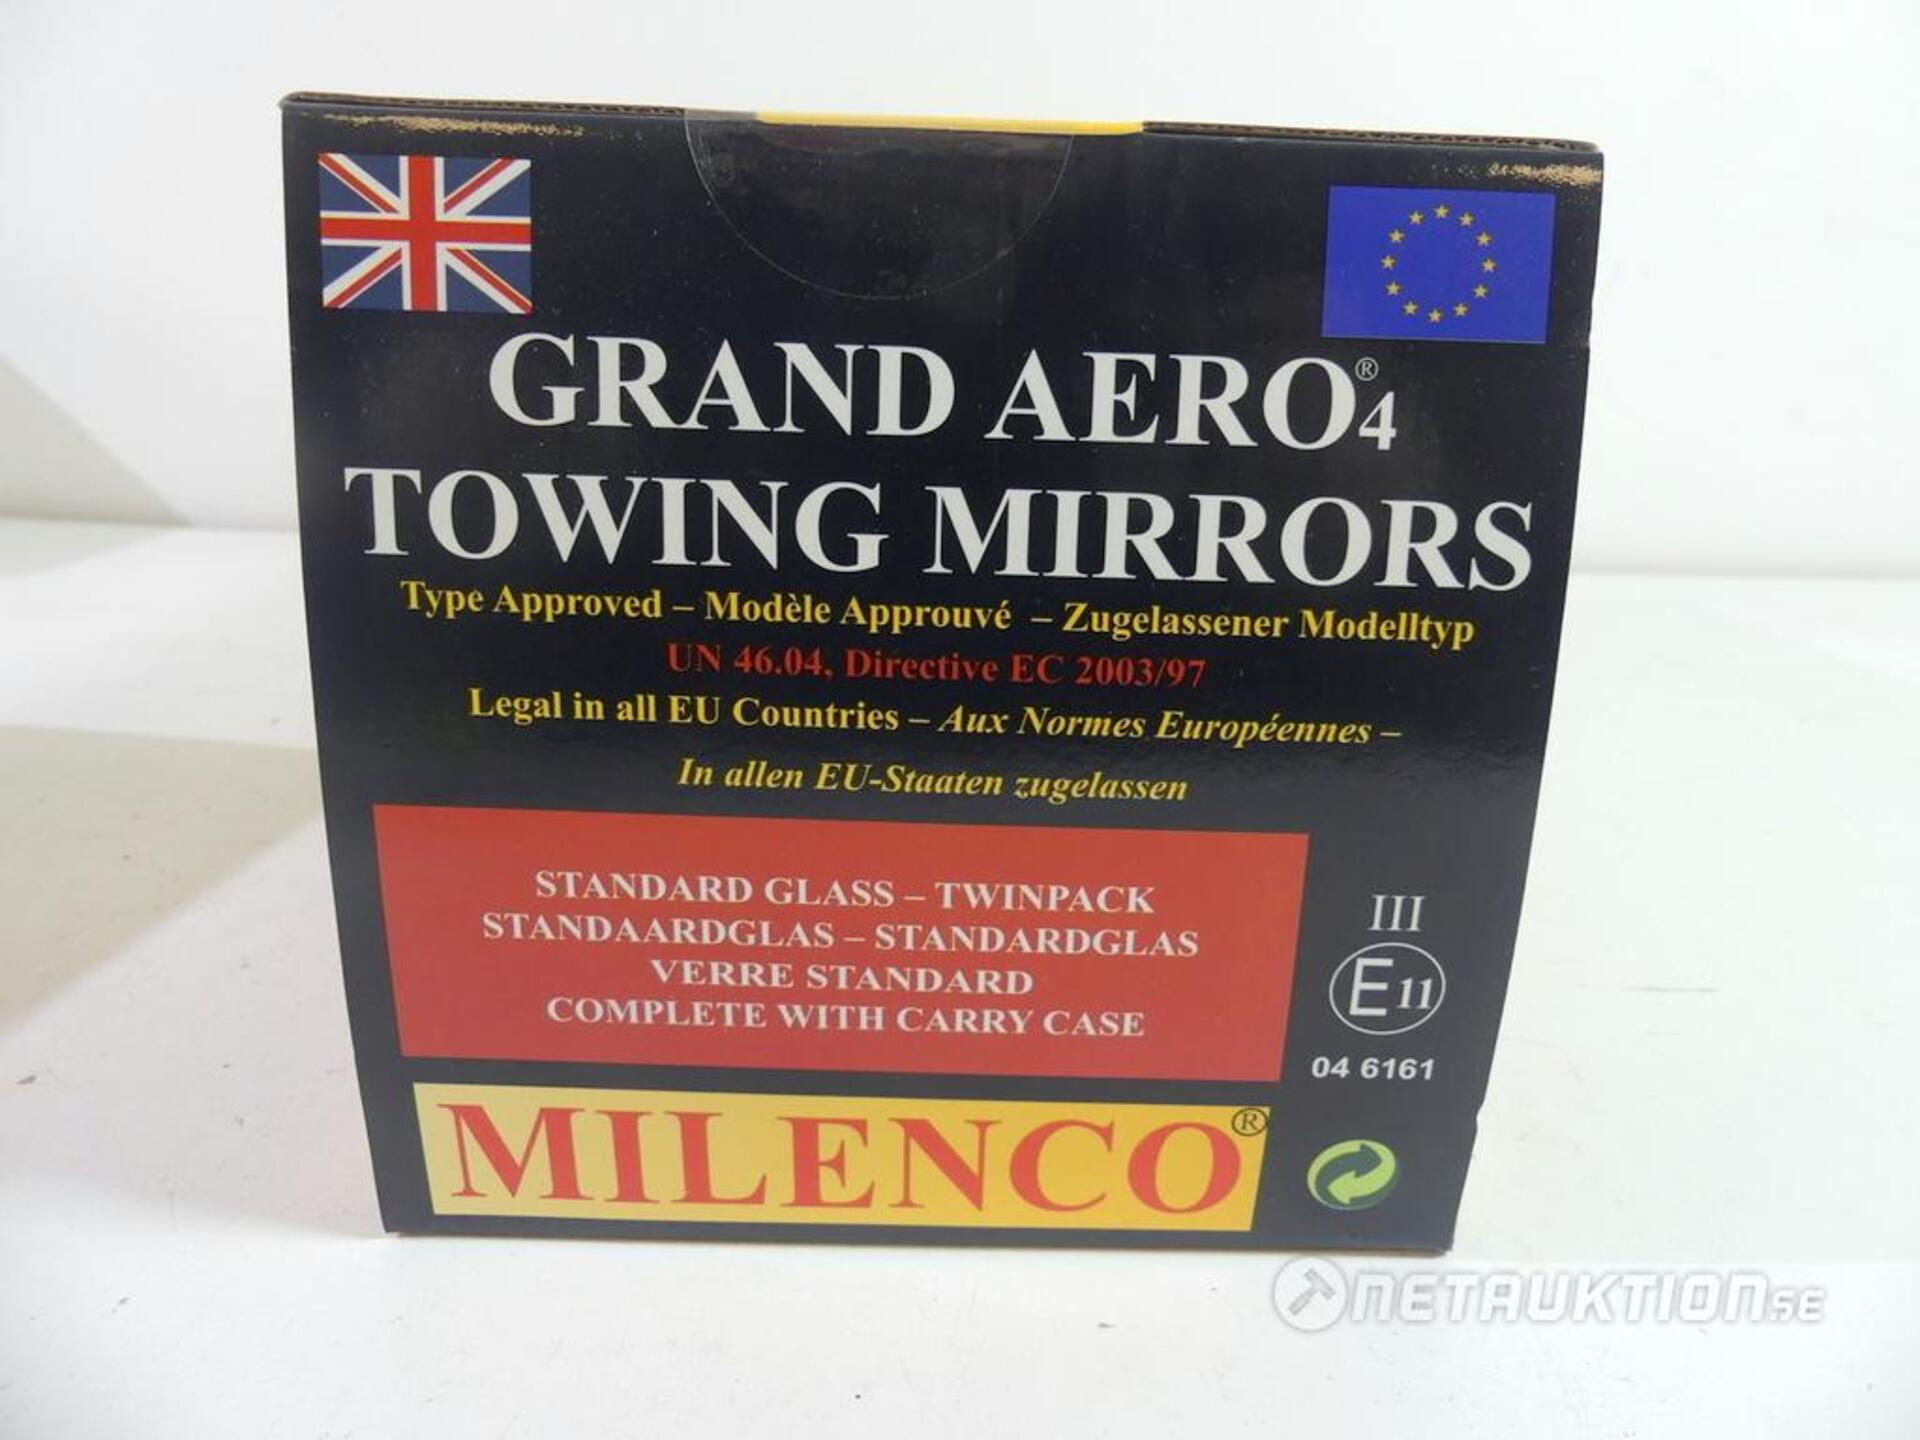 GRAND AERO®4
TOWING MIRRORS
Type Approved – Modèle Approuvé – Zugelassener Modelltyp
UN 46.04, Directive EC 2003/97
Legal in all EU Countries – Aux Normes Européennes –
In allen EU-Staaten zugelassen
STANDARD GLASS – TWINPACK
STANDAARDGLAS – STANDARDGLAS
VERRE STANDARD
COMPLETE WITH CARRY CASE
III
E11
04 6161
MILENCO®
NETAUKTION.SE